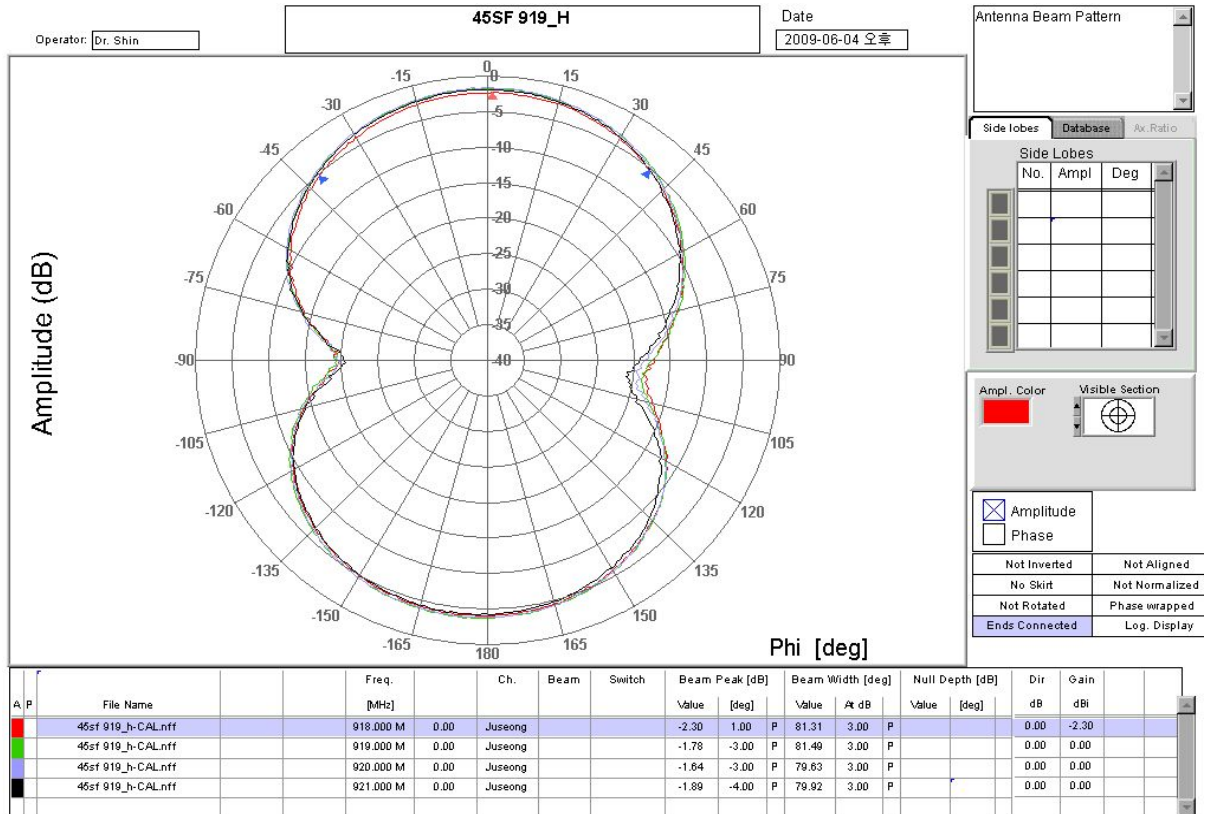 45SF 919_H
Operator: Dr. Shin
Date
2009-06-04 오후
Antenna Beam Pattern
Side lobes Database Ax.Ratio
Side Lobes
No. Ampl Deg
Ampl. Color Visible Section
Amplitude
Phase
Not Inverted Not Aligned
No Skirt Not Normalized
Not Rotated Phase wrapped
Ends Connected Log. Display
Amplitude (dB)
Phi [deg]
0
15
30
45
60
75
90
105
120
135
150
165
180
-165
-150
-135
-120
-105
-90
-75
-60
-45
-30
-15
0
-5
-10
-15
-20
-25
-30
-35
-40
Freq. Ch. Beam Switch Beam Peak [dB] Beam Width [deg] Null Depth [dB] Dir Gain
A P File Name [MHz] Value [deg] Value At dB Value [deg] dB dBi
45sf 919_h-CAL.nff 918.000 M 0.00 Juseong -2.30 1.00 P 81.31 3.00 P 0.00 -2.30
45sf 919_h-CAL.nff 919.000 M 0.00 Juseong -1.78 -3.00 P 81.49 3.00 P 0.00 0.00
45sf 919_h-CAL.nff 920.000 M 0.00 Juseong -1.64 -3.00 P 79.63 3.00 P 0.00 0.00
45sf 919_h-CAL.nff 921.000 M 0.00 Juseong -1.89 -4.00 P 79.92 3.00 P 0.00 0.00